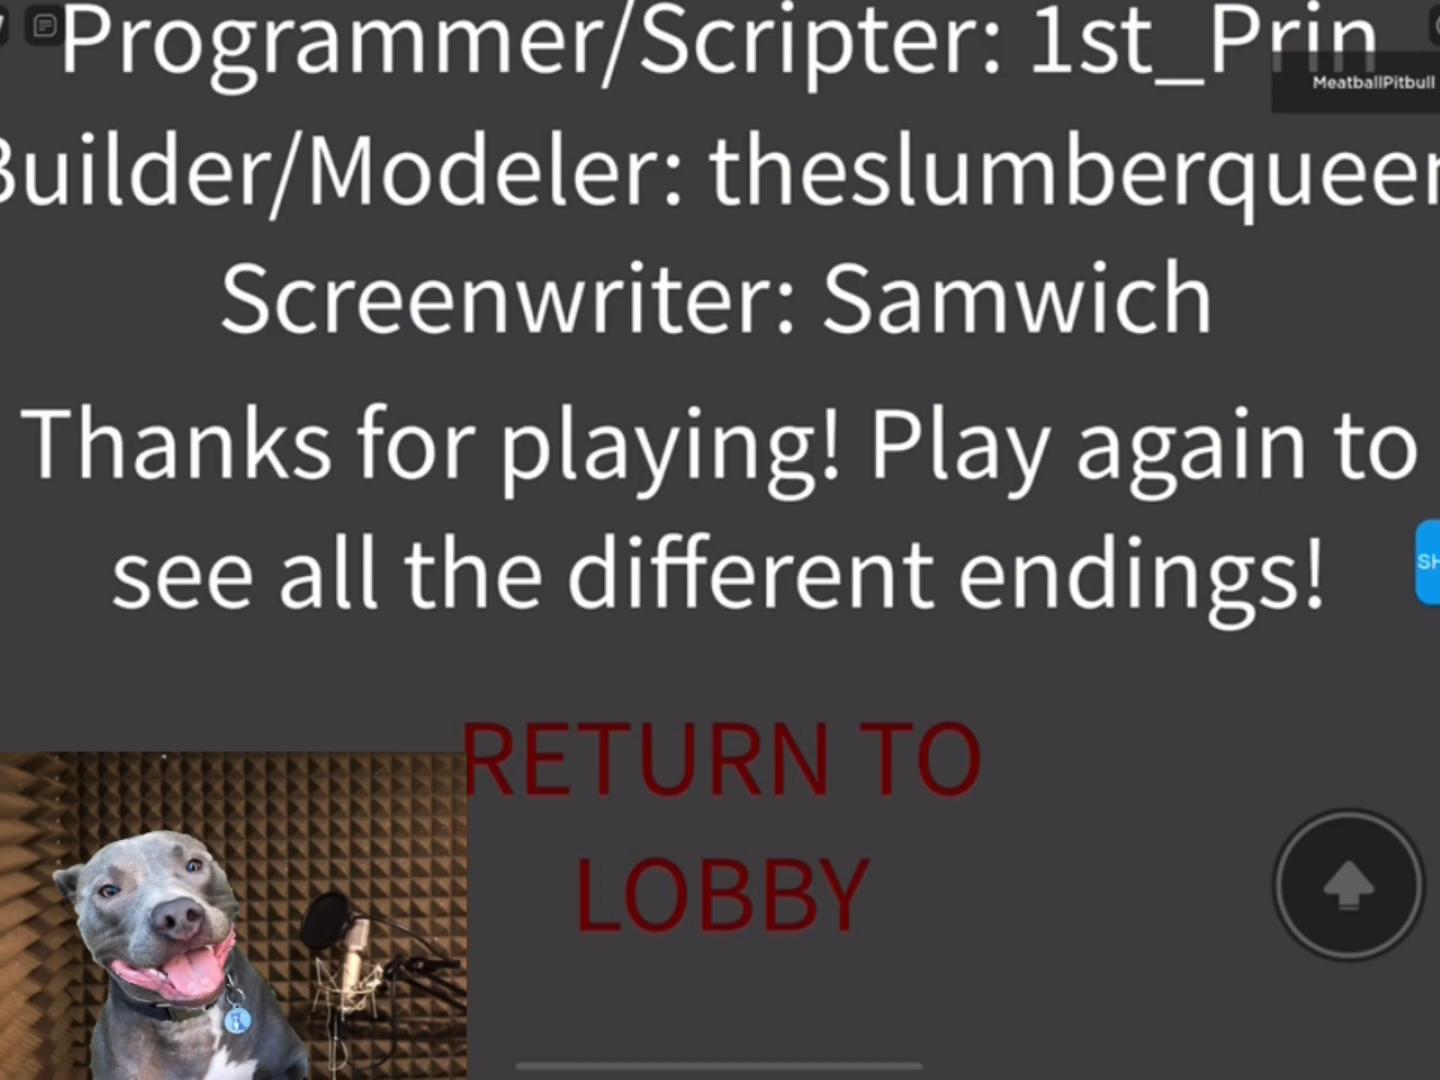 Programmer/Scripter: 1st_Prin
MeatballPitbull
Builder/Modeler: theslumberqueen
Screenwriter: Samwich
Thanks for playing! Play again to
see all the different endings!
SH
RETURN TO
LOBBY